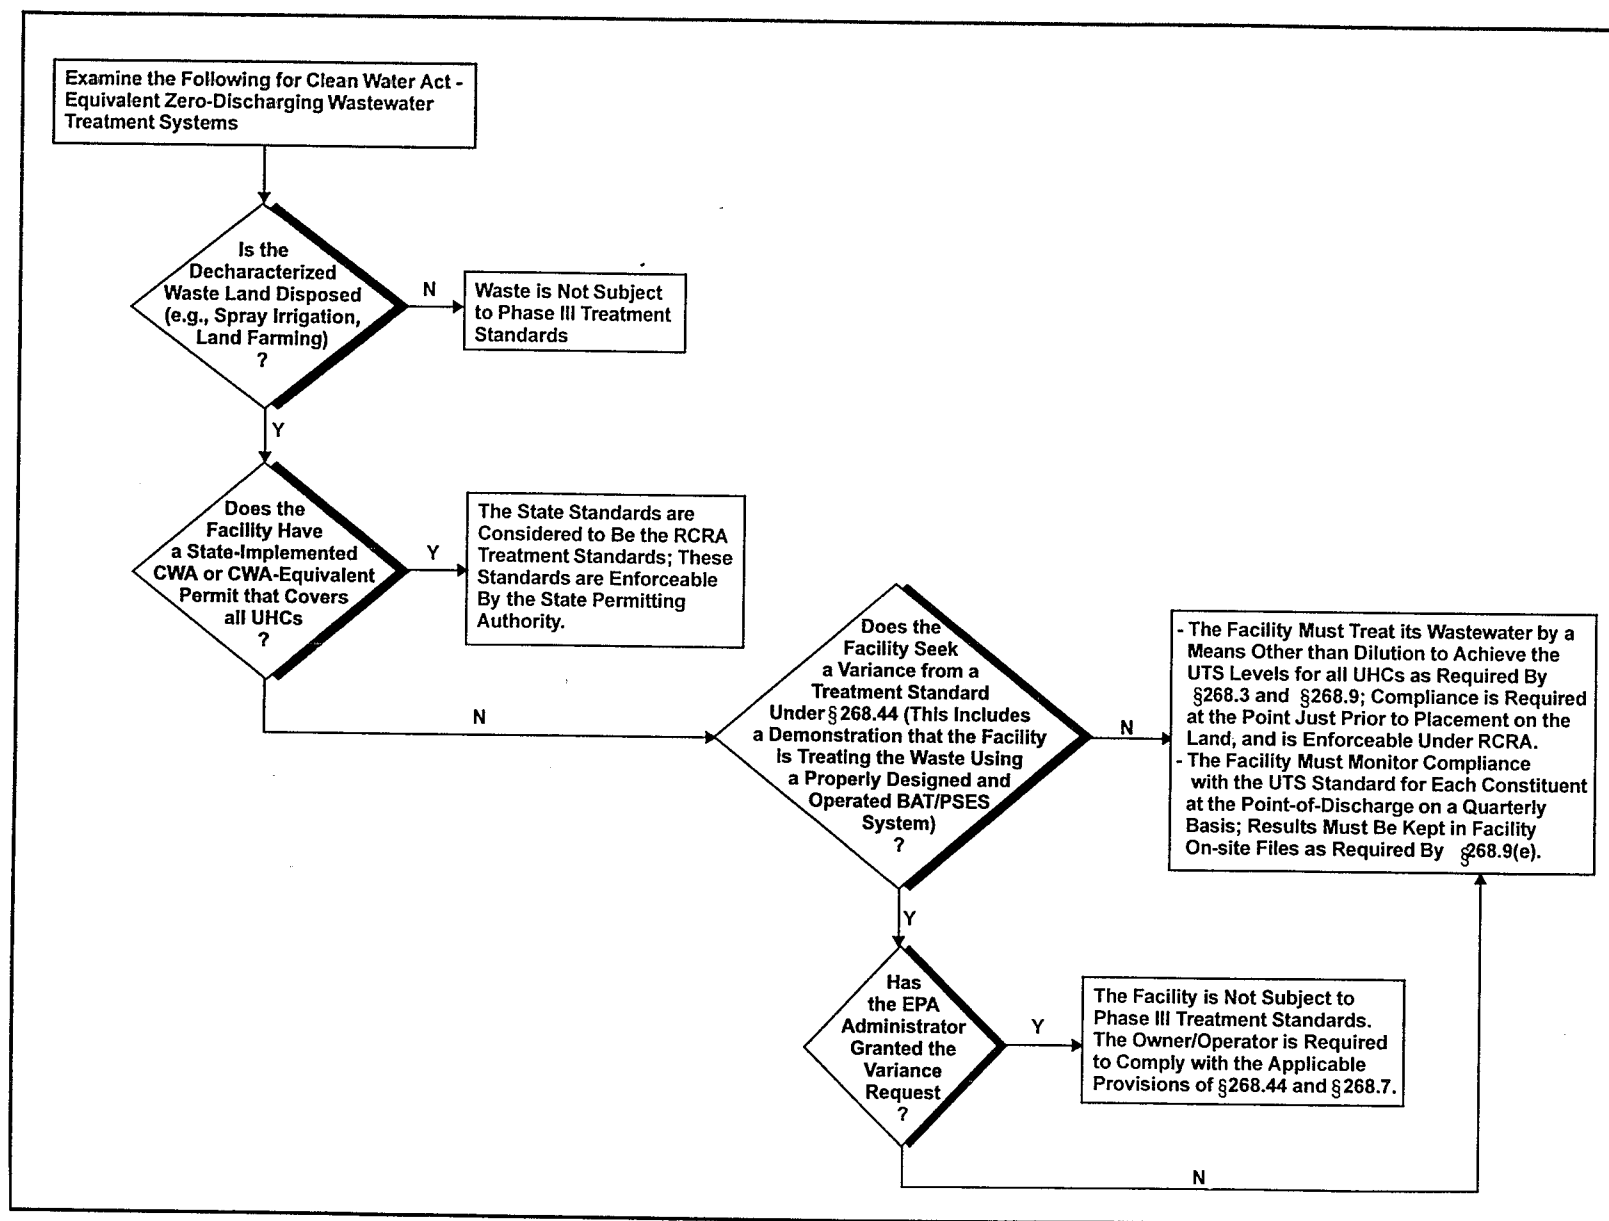 Examine the Following for Clean Water Act -
Equivalent Zero-Discharging Wastewater
Treatment Systems
Is the
Decharacterized
Waste Land Disposed
(e.g., Spray Irrigation,
Land Farming)
?
N
Waste is Not Subject
to Phase III Treatment
Standards
Y
Does the
Facility Have
a State-Implemented
CWA or CWA-Equivalent
Permit that Covers
all UHCs
?
Y
The State Standards are
Considered to Be the RCRA
Treatment Standards; These
Standards are Enforceable
By the State Permitting
Authority.
N
Does the
Facility Seek
a Variance from a
Treatment Standard
Under §268.44 (This Includes
a Demonstration that the Facility
is Treating the Waste Using
a Properly Designed and
Operated BAT/PSES
System)
?
N
- The Facility Must Treat its Wastewater by a
Means Other than Dilution to Achieve the
UTS Levels for all UHCs as Required By
§268.3 and §268.9; Compliance is Required
at the Point Just Prior to Placement on the
Land, and is Enforceable Under RCRA.
- The Facility Must Monitor Compliance
with the UTS Standard for Each Constituent
at the Point-of-Discharge on a Quarterly
Basis; Results Must Be Kept in Facility
On-site Files as Required By §268.9(e).
Y
Has
the EPA
Administrator
Granted the
Variance
Request
?
Y
The Facility is Not Subject to
Phase III Treatment Standards.
The Owner/Operator is Required
to Comply with the Applicable
Provisions of §268.44 and §268.7.
N